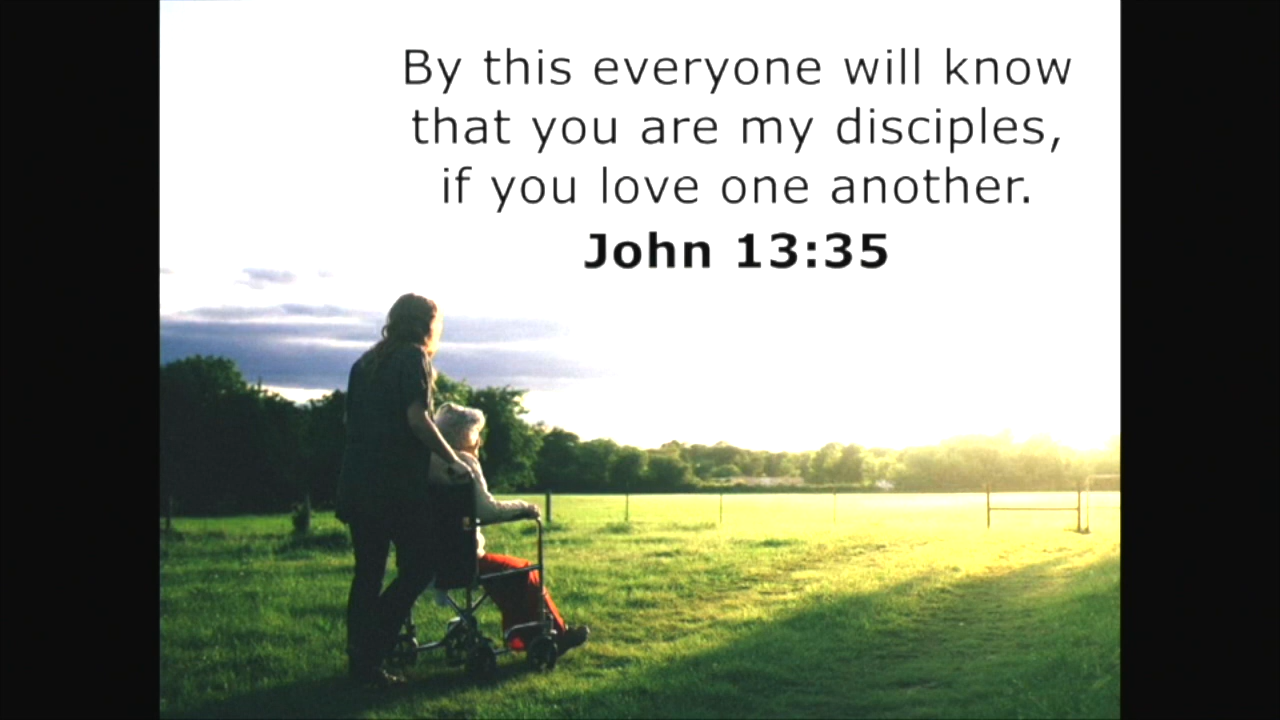 By this everyone will know
that you are my disciples,
if you love one another.
John 13:35